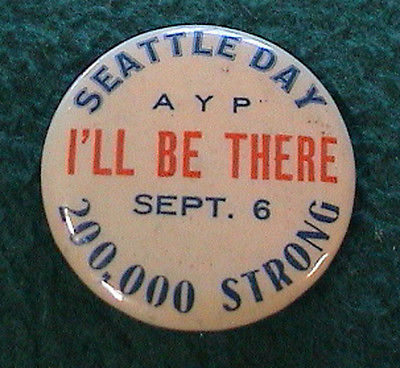 SEATTLE DAY
AYP
I'LL BE THERE
SEPT. 6
200,000 STRONG